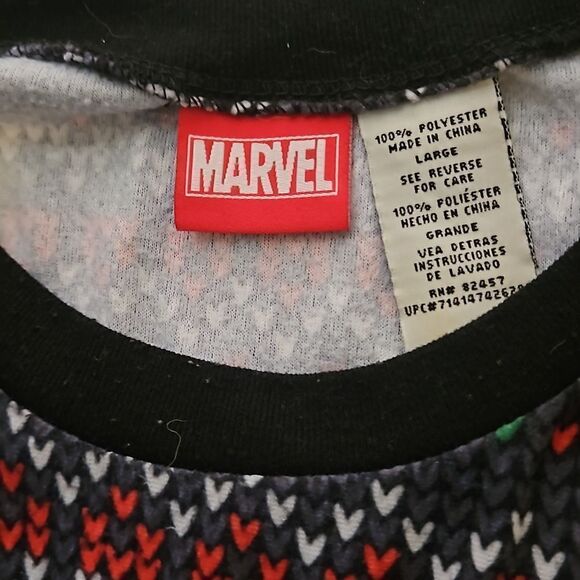 MARVEL
100% POLYESTER
MADE IN CHINA
LARGE
SEE REVERSE
FOR CARE
100% POLIÉSTER
HECHO EN CHINA
GRANDE
VEA DETRAS
INSTRUCCIONES
DE LAVADO
RN# 82457